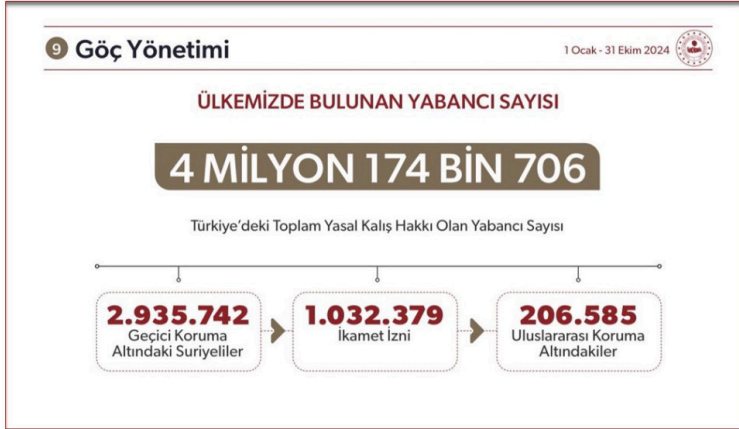 9 Göç Yönetimi
1 Ocak - 31 Ekim 2024
ÜLKEMİZDE BULUNAN YABANCI SAYISI
4 MİLYON 174 BİN 706
Türkiye'deki Toplam Yasal Kalış Hakkı Olan Yabancı Sayısı
2.935.742
Geçici Koruma
Altındaki Suriyeliler
1.032.379
İkamet İzni
206.585
Uluslararası Koruma
Altındakiler